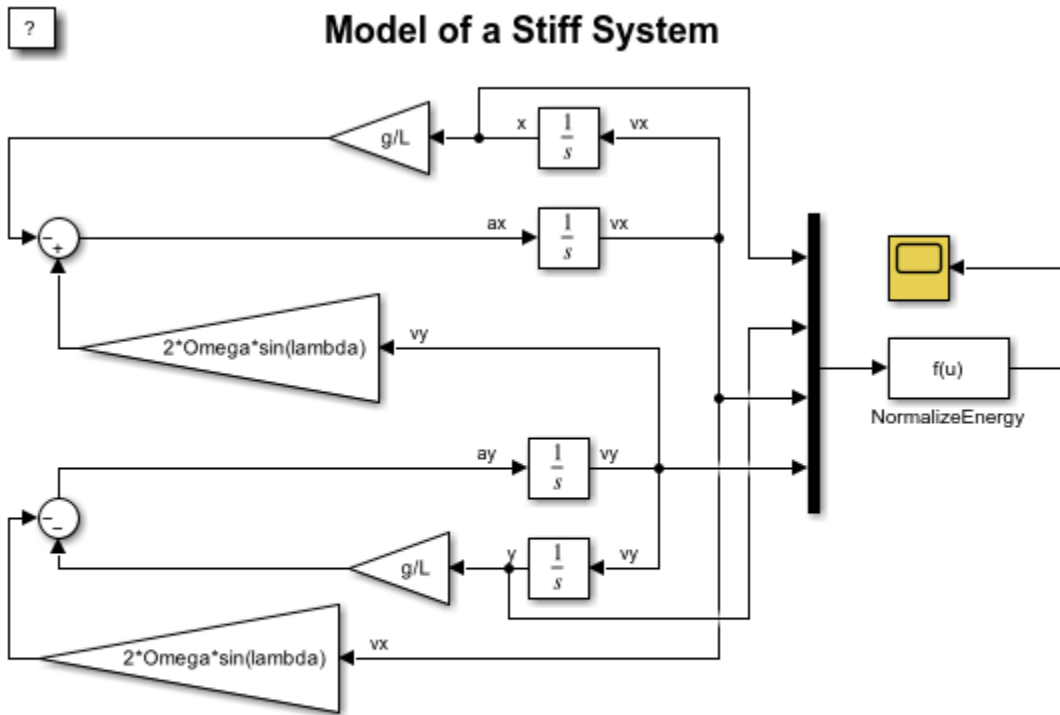 ?
Model of a Stiff System
g/L
x
1
s
vx
− +
ax
1
s
vx
2*Omega*sin(lambda)
vy
f(u)
NormalizeEnergy
ay
1
s
vy
− −
g/L
y
1
s
vy
2*Omega*sin(lambda)
vx